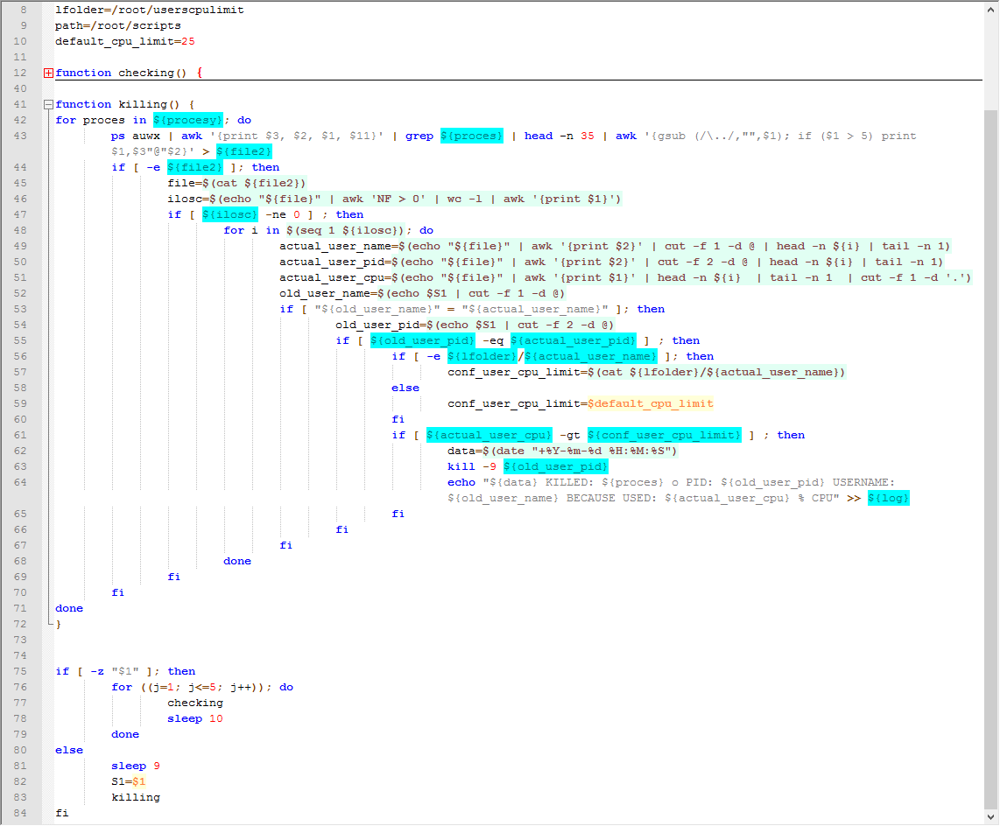 8 lfolder=/root/userscpulimit
9 path=/root/scripts
10 default_cpu_limit=25
11
12 function checking() {
40
41 function killing() {
42 for proces in ${procesy}; do
43 ps auwx | awk '{print $3, $2, $1, $11}' | grep ${proces} | head -n 35 | awk '{gsub (/\../,"",$1); if ($1 > 5) print
$1,$3"@"$2}' > ${file2}
44 if [ -e ${file2} ]; then
45 file=$(cat ${file2})
46 ilosc=$(echo "${file}" | awk 'NF > 0' | wc -l | awk '{print $1}')
47 if [ ${ilosc} -ne 0 ] ; then
48 for i in $(seq 1 ${ilosc}); do
49 actual_user_name=$(echo "${file}" | awk '{print $2}' | cut -f 1 -d @ | head -n ${i} | tail -n 1)
50 actual_user_pid=$(echo "${file}" | awk '{print $2}' | cut -f 2 -d @ | head -n ${i} | tail -n 1)
51 actual_user_cpu=$(echo "${file}" | awk '{print $1}' | head -n ${i}  | tail -n 1  | cut -f 1 -d '.')
52 old_user_name=$(echo $S1 | cut -f 1 -d @)
53 if [ "${old_user_name}" = "${actual_user_name}" ]; then
54 old_user_pid=$(echo $S1 | cut -f 2 -d @)
55 if [ ${old_user_pid} -eq ${actual_user_pid} ] ; then
56 if [ -e ${lfolder}/${actual_user_name} ]; then
57 conf_user_cpu_limit=$(cat ${lfolder}/${actual_user_name})
58 else
59 conf_user_cpu_limit=$default_cpu_limit
60 fi
61 if [ ${actual_user_cpu} -gt ${conf_user_cpu_limit} ] ; then
62 data=$(date "+%Y-%m-%d %H:%M:%S")
63 kill -9 ${old_user_pid}
64 echo "${data} KILLED: ${proces} o PID: ${old_user_pid} USERNAME:
${old_user_name} BECAUSE USED: ${actual_user_cpu} % CPU" >> ${log}
65 fi
66 fi
67 fi
68 done
69 fi
70 fi
71 done
72 }
73
74
75 if [ -z "$1" ]; then
76 for ((j=1; j<=5; j++)); do
77 checking
78 sleep 10
79 done
80 else
81 sleep 9
82 S1=$1
83 killing
84 fi